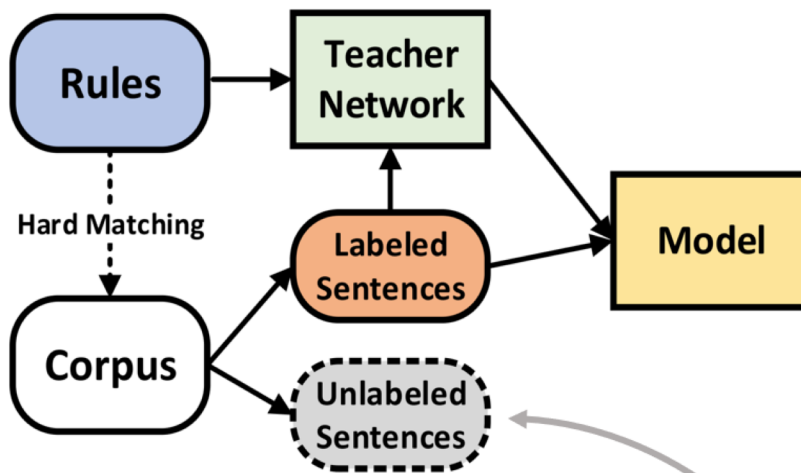 Rules
Teacher
Network
Hard Matching
Labeled
Sentences
Model
Corpus
Unlabeled
Sentences